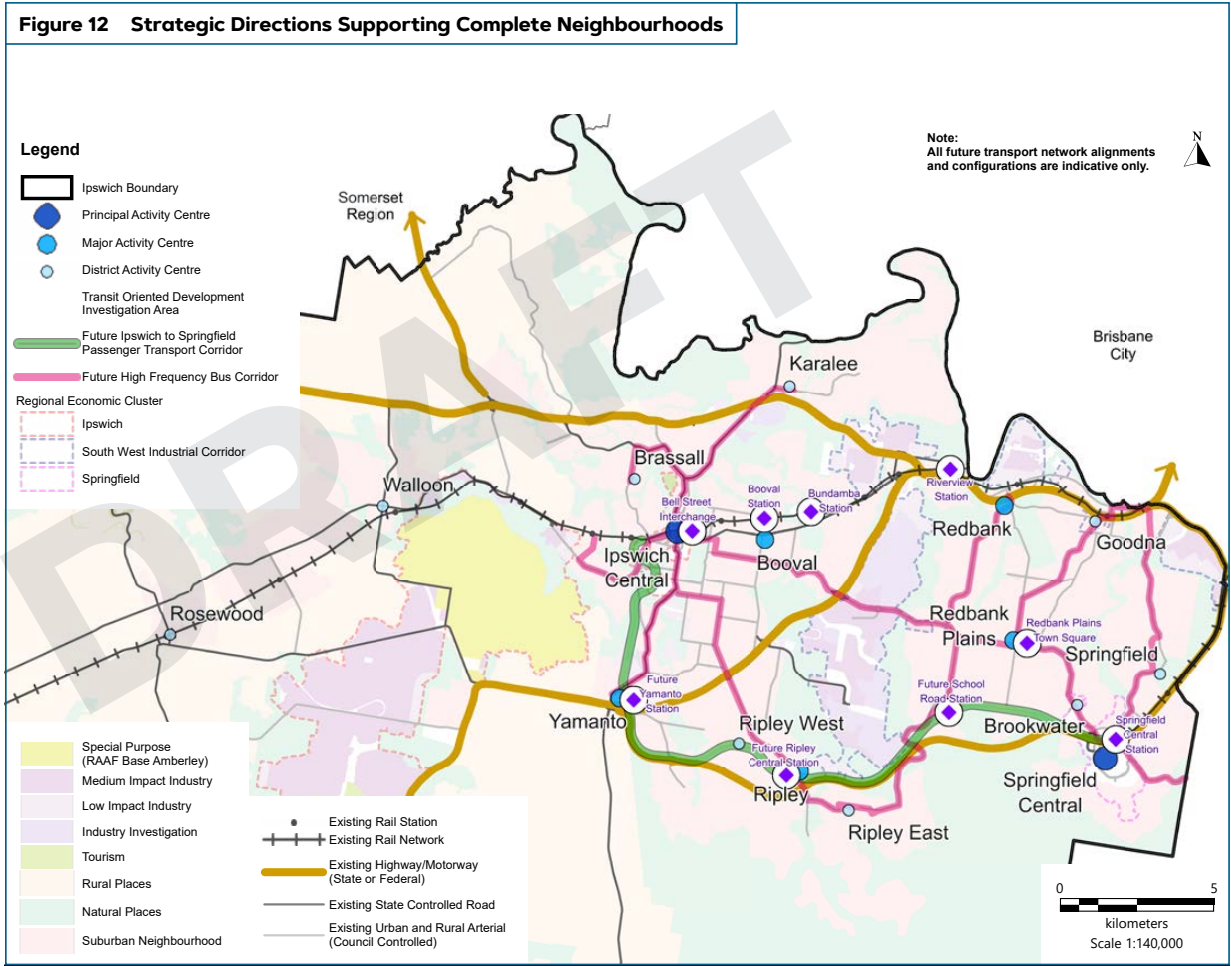 Figure 12 Strategic Directions Supporting Complete Neighbourhoods
Note:
All future transport network alignments
and configurations are indicative only.
N
Legend
Ipswich Boundary
Principal Activity Centre
Major Activity Centre
District Activity Centre
Transit Oriented Development
Investigation Area
Future Ipswich to Springfield
Passenger Transport Corridor
Future High Frequency Bus Corridor
Regional Economic Cluster
Ipswich
South West Industrial Corridor
Springfield
Somerset
Region
Brisbane
City
DRAFT
Karalee
Brassall
Walloon
Bell Street
Interchange
Booval
Station
Bundamba
Station
Riverview
Station
Redbank
Goodna
Ipswich
Central
Booval
Rosewood
Redbank
Plains
Redbank Plains
Town Square
Springfield
Future
Yamanto
Station
Yamanto
Future School
Road Station
Ripley West
Brookwater
Springfield
Central
Station
Future Ripley
Central Station
Ripley
Springfield
Central
Ripley East
Special Purpose
(RAAF Base Amberley)
Medium Impact Industry
Low Impact Industry
Industry Investigation
Tourism
Rural Places
Natural Places
Suburban Neighbourhood
Existing Rail Station
Existing Rail Network
Existing Highway/Motorway
(State or Federal)
Existing State Controlled Road
Existing Urban and Rural Arterial
(Council Controlled)
0 5
kilometers
Scale 1:140,000